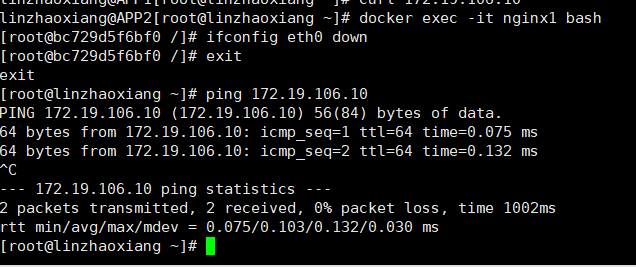 linzhaoxiang@APP1[root@linzhaoxiang ~]# curl 172.19.106.10
linzhaoxiang@APP2[root@linzhaoxiang ~]# docker exec -it nginx1 bash
[root@bc729d5f6bf0 /]# ifconfig eth0 down
[root@bc729d5f6bf0 /]# exit
exit
[root@linzhaoxiang ~]# ping 172.19.106.10
PING 172.19.106.10 (172.19.106.10) 56(84) bytes of data.
64 bytes from 172.19.106.10: icmp_seq=1 ttl=64 time=0.075 ms
64 bytes from 172.19.106.10: icmp_seq=2 ttl=64 time=0.132 ms
^C
--- 172.19.106.10 ping statistics ---
2 packets transmitted, 2 received, 0% packet loss, time 1002ms
rtt min/avg/max/mdev = 0.075/0.103/0.132/0.030 ms
[root@linzhaoxiang ~]#